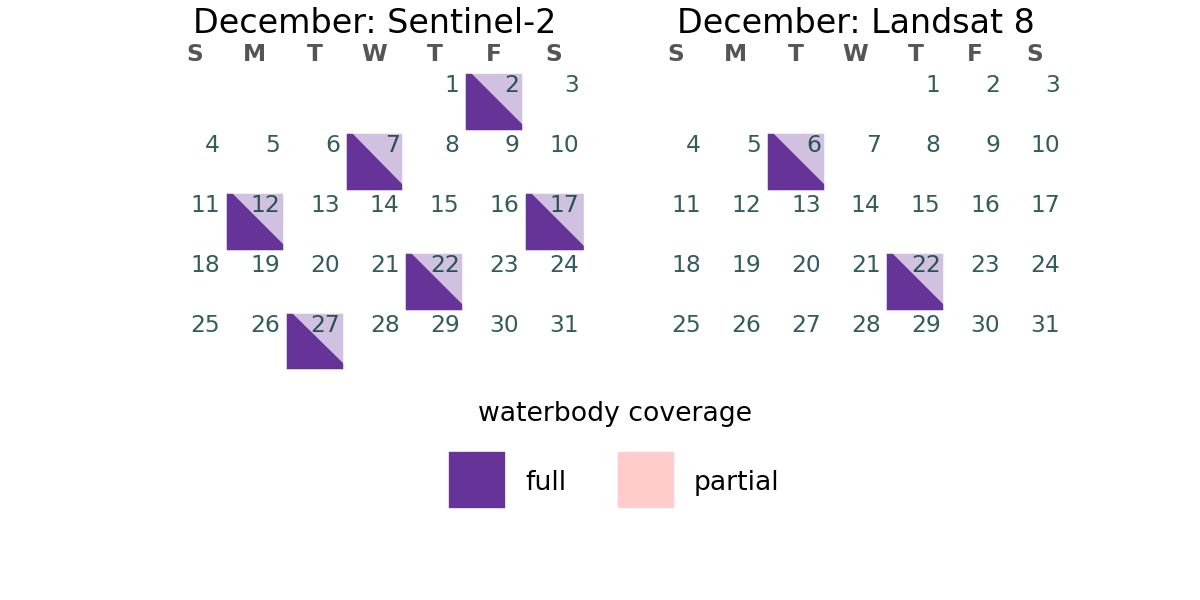 December: Sentinel-2
S M T W T F S
1 2 3
4 5 6 7 8 9 10
11 12 13 14 15 16 17
18 19 20 21 22 23 24
25 26 27 28 29 30 31
December: Landsat 8
S M T W T F S
1 2 3
4 5 6 7 8 9 10
11 12 13 14 15 16 17
18 19 20 21 22 23 24
25 26 27 28 29 30 31
waterbody coverage
full
partial